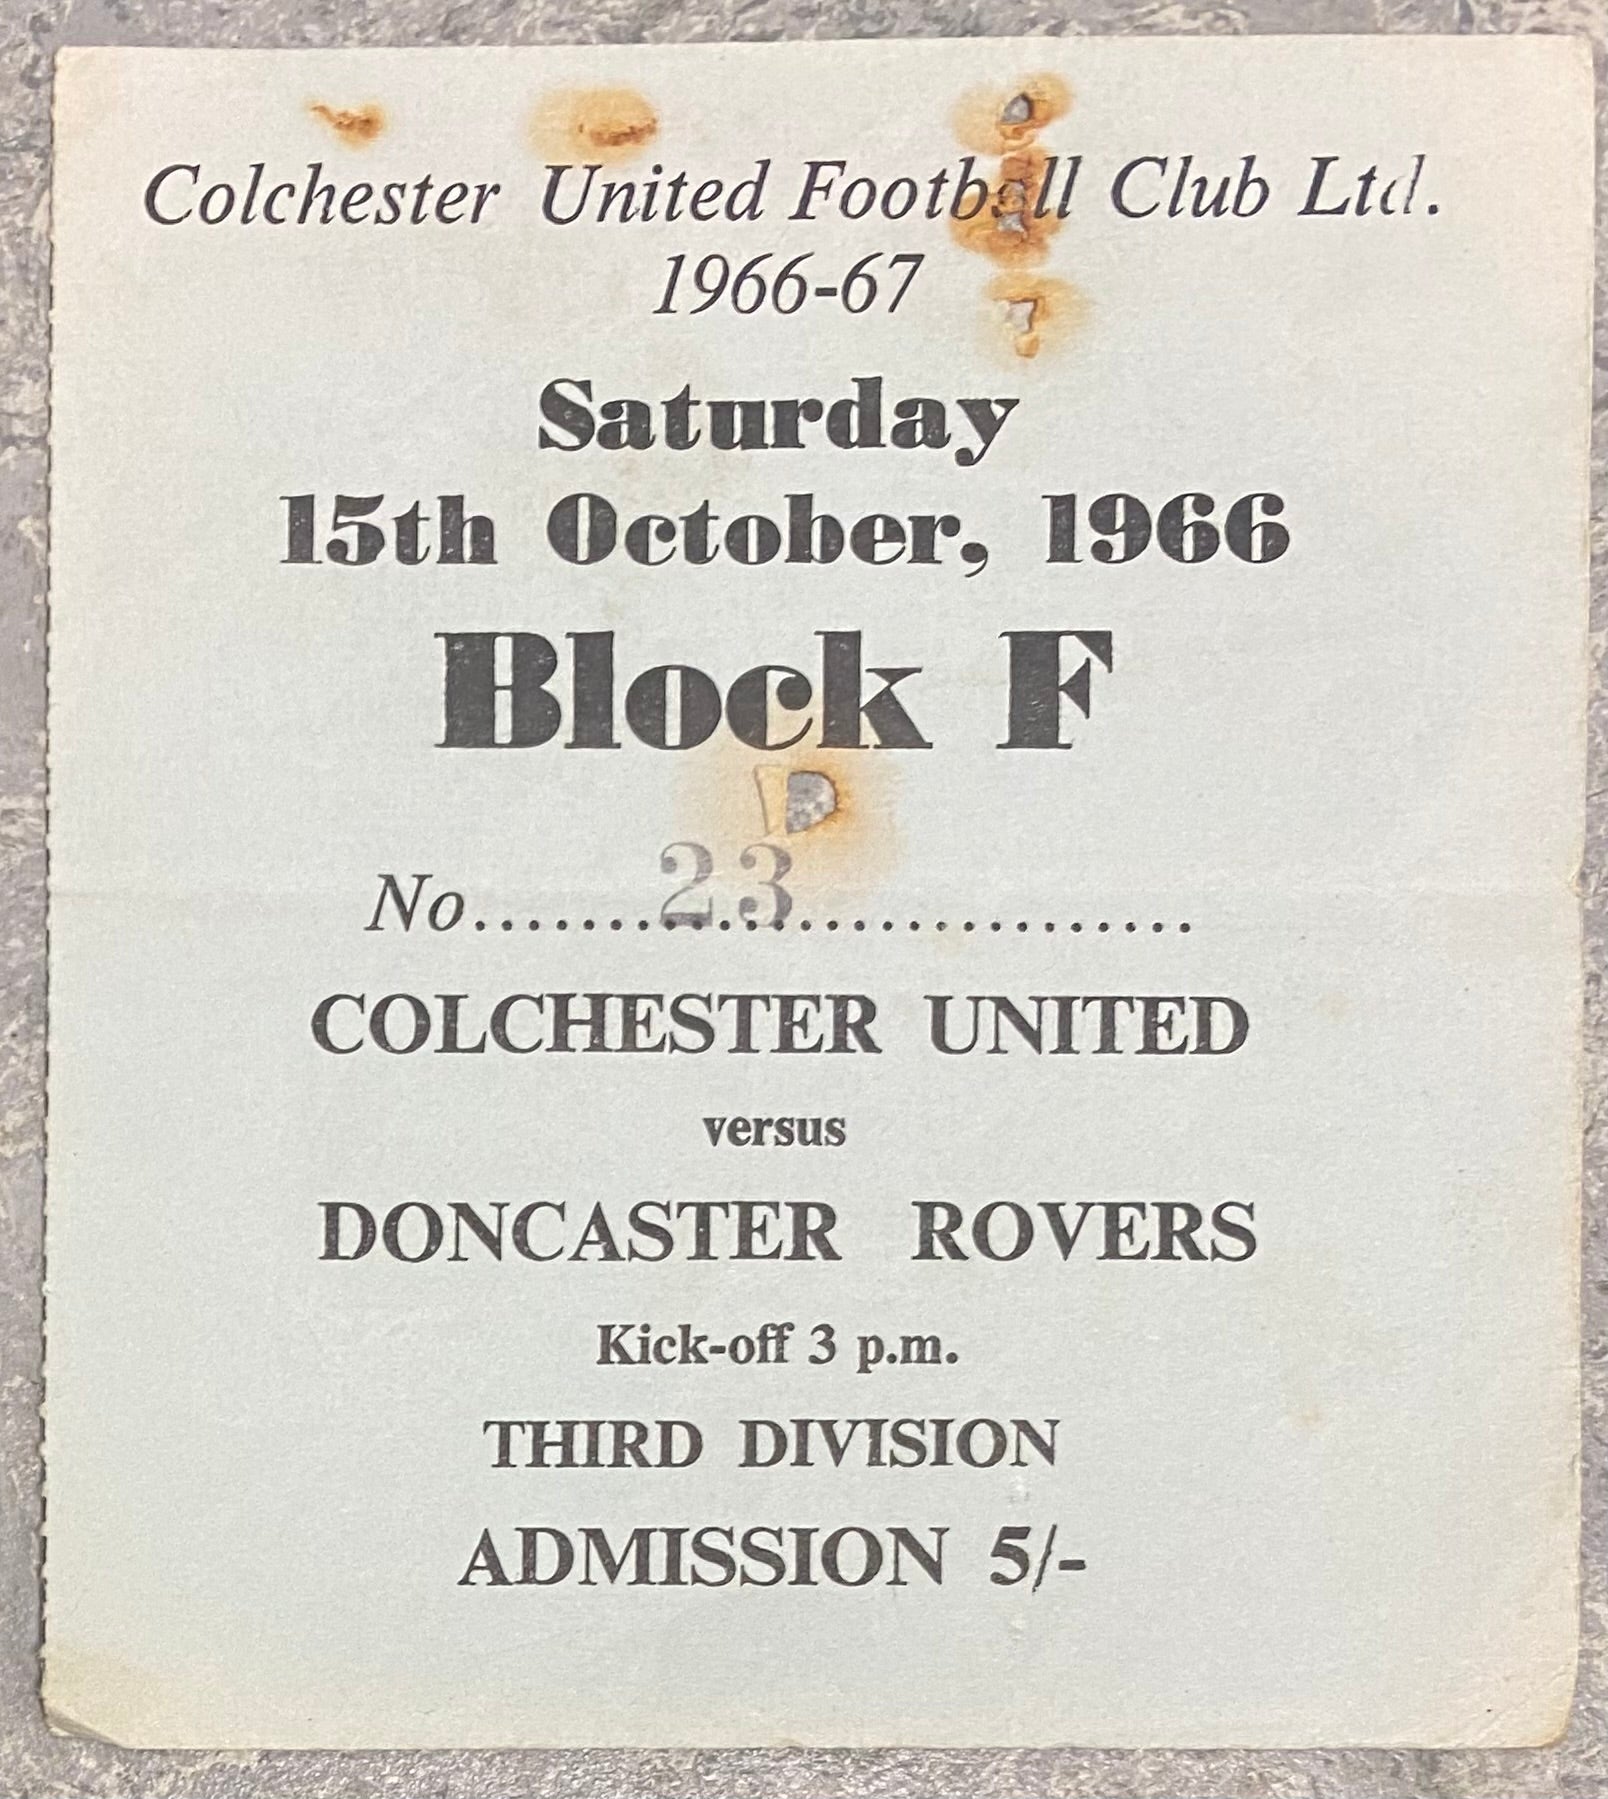 Colchester United Football Club Ltd.
1966-67
Saturday
15th October, 1966
Block F
No.......23...............
COLCHESTER UNITED
versus
DONCASTER ROVERS
Kick-off 3 p.m.
THIRD DIVISION
ADMISSION 5/-